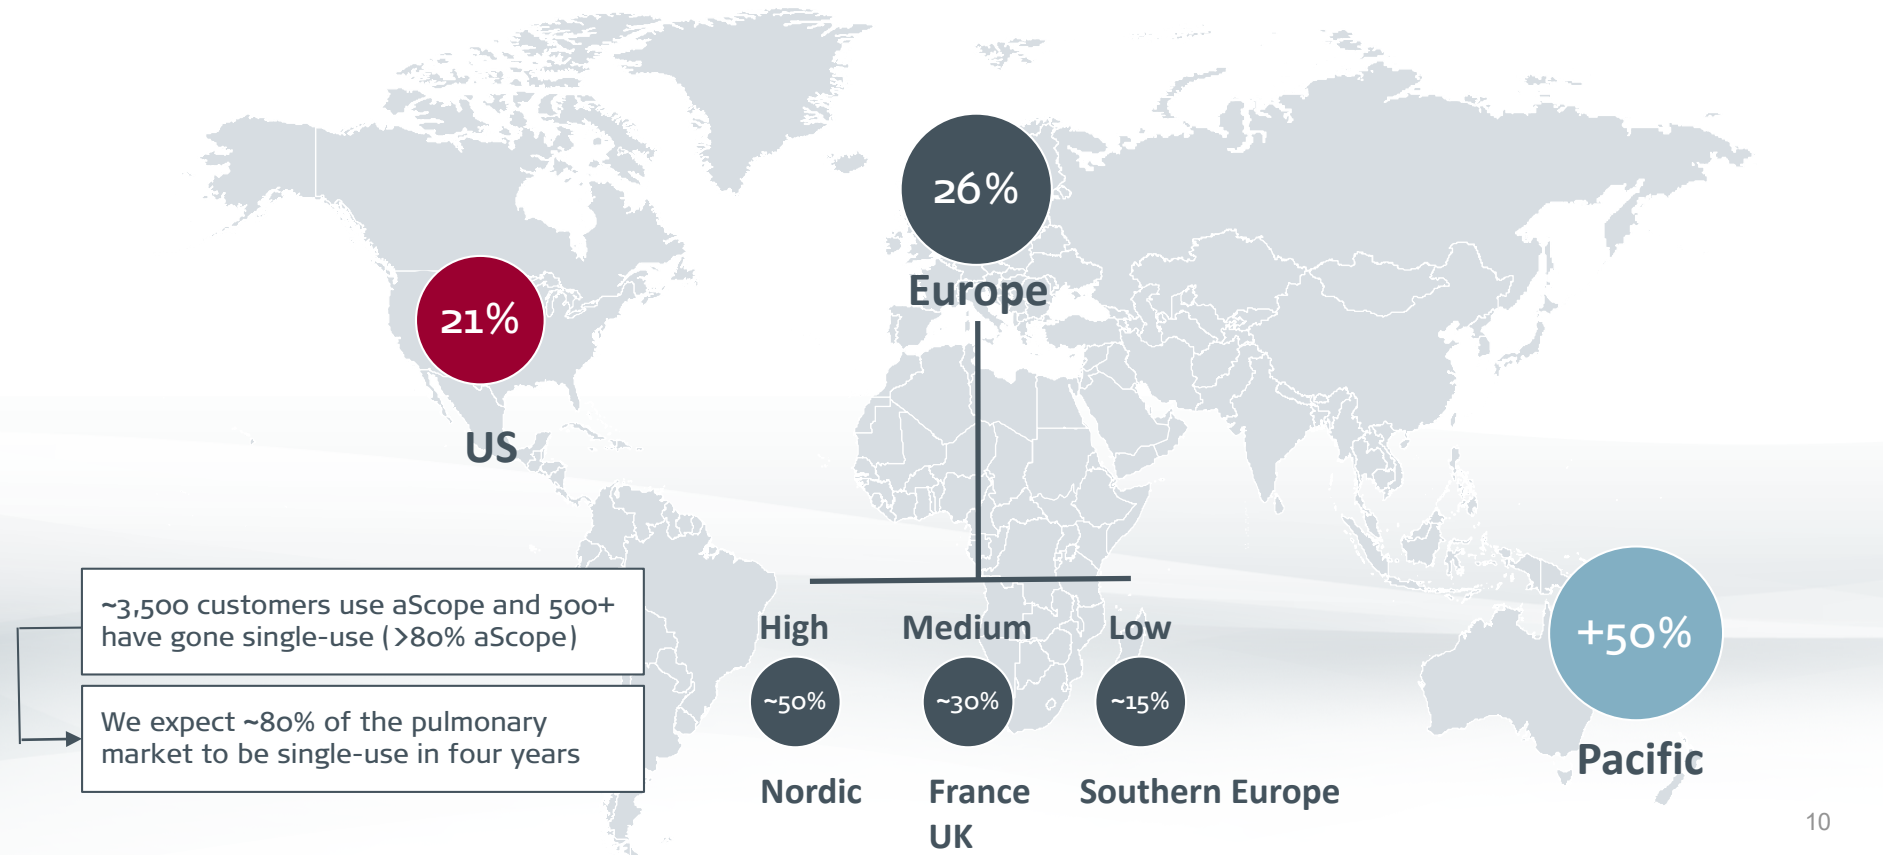 26%
Europe
21%
US
~3,500 customers use aScope and 500+
have gone single-use (>80% aScope)
We expect ~80% of the pulmonary
market to be single-use in four years
High
Medium
Low
~50%
~30%
~15%
Nordic
France
UK
Southern Europe
+50%
Pacific
10